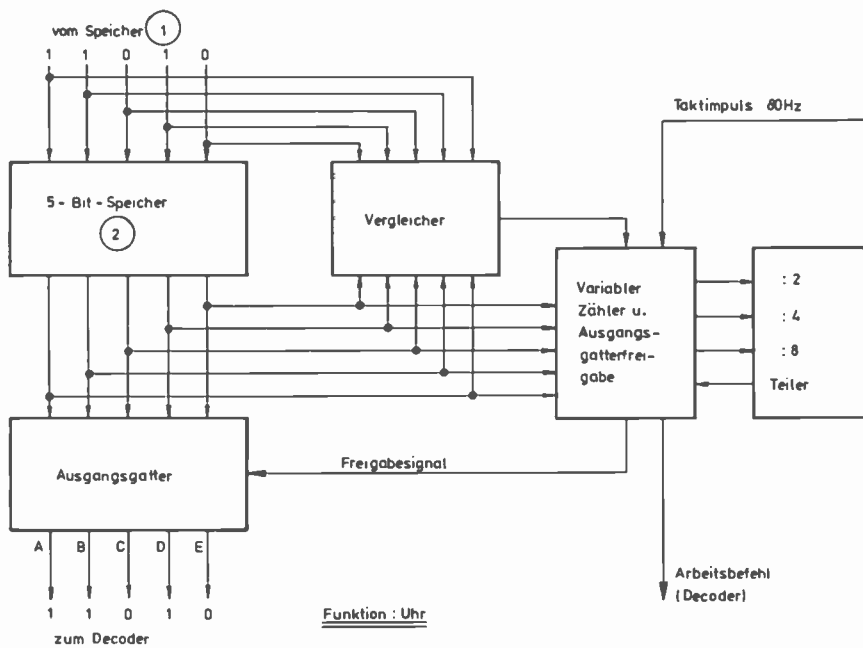 vom Speicher 1
1 1 0 1 0
Taktimpuls 80Hz
5 - Bit - Speicher
2
Vergleicher
Variabler
Zähler u.
Ausgangs-
gatterfrei-
gabe
: 2
: 4
: 8
Teiler
Ausgangsgatter
Freigabesignal
A B C D E
1 1 0 1 0
zum Decoder
Funktion : Uhr
Arbeitsbefehl
(Decoder)